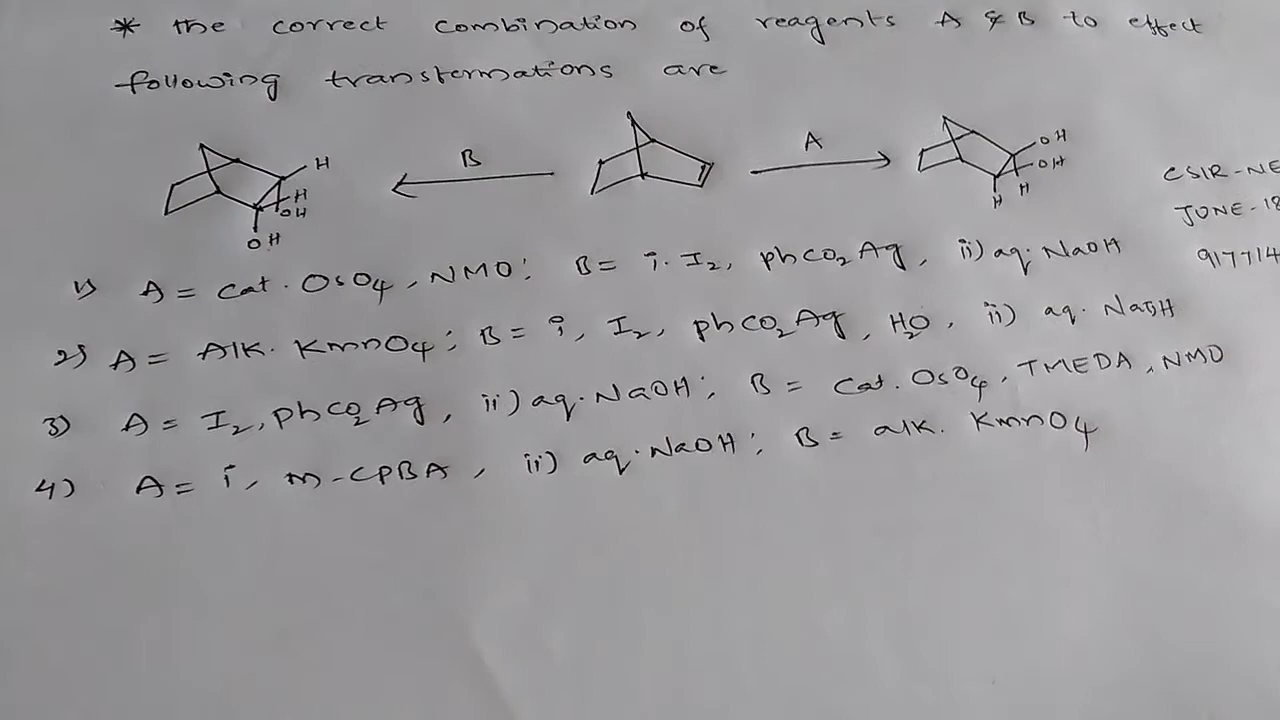 * the correct combination of reagents A & B to effect
following transformations are
B
A
H
H
OH
OH
OH
OH
H
H
CSIR-NE
JUNE-18
917714
1) A = cat. OsO4, NMO; B = i. I2, phCO2Ag, ii) aq. NaOH
2) A = Alk. KmnO4; B = i, I2, phCO2Ag, H2O, ii) aq. NaOH
3) A = I2, phCO2Ag, ii) aq. NaOH; B = cat. OsO4, TMEDA, NMO
4) A = i, m-CPBA, ii) aq. NaOH; B = alk. KmnO4